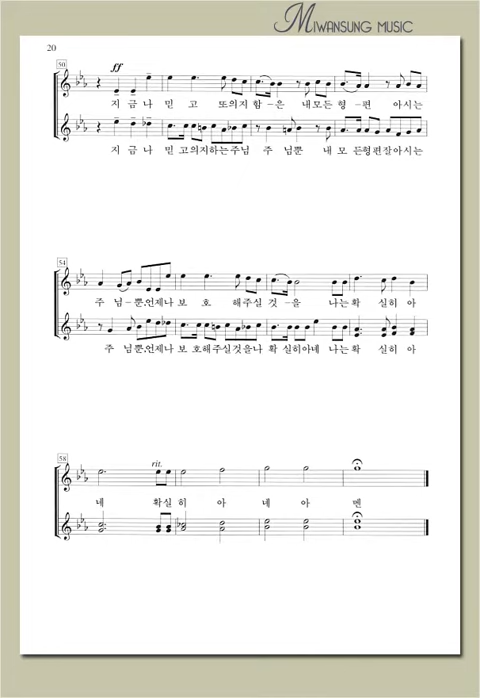 MIWANSUNG MUSIC
20
50
ff
지금나 믿 고 또의지함-은 내모든 형-편 아시는
지 금 나 믿 고의지하는주님 주 님뿐 내 모 든형편잘아시는
54
주 님-뿐.언제나 보 호 해주실 것-을 나는확 실히 아
주 님뿐.언제나 보 호해주실것을나 확 실히아네 나는확 실히 아
58
rit.
네 확실히 아 네아 멘